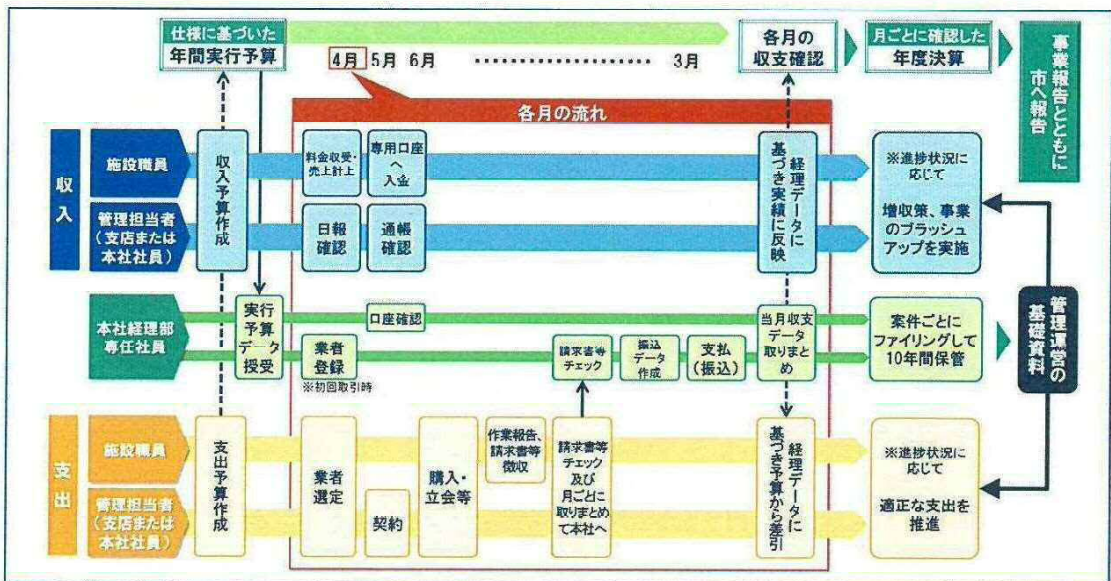 仕様に基づいた
年間実行予算
4月 5月 6月 ・・・・・・・・・・・・・・・・ 3月
各月の
収支確認
月ごとに確認した
年度決算
事業報告とともに
市へ報告
各月の流れ
収入
施設職員
管理担当者
(支店または
本社社員)
収入予算作成
料金収受・
売上計上
専用口座
へ
入金
日報
確認
通帳
確認
経理データに
基づき実績に反映
※進捗状況に
応じて
増収策、事業
のブラッシュ
アップを実施
本社経理部
専任社員
実行
予算
データ
授受
口座確認
業者
登録
※初回取引時
請求書等
チェック
振込
データ
作成
支払
(振込)
当月収支
データ
取りまとめ
案件ごとに
ファイリングして
10年間保管
管理運営の
基礎資料
支出
施設職員
管理担当者
(支店または
本社社員)
支出予算作成
業者
選定
契約
購入・
立会等
作業報告、
請求書等
徴収
請求書等
チェック
及び
月ごとに
取りまとめ
て本社へ
経理データに
基づき予算から差引
※進捗状況に
応じて
適正な支出を
推進